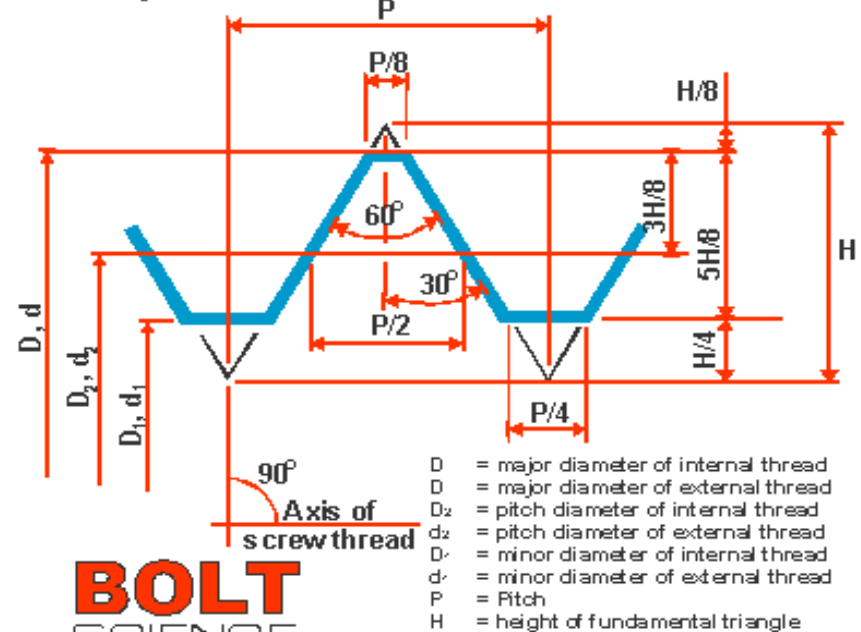 P
P/8
H/8
60°
3H/8
5H/8
H
30°
P/2
H/4
D, d
D₂, d₂
D₁, d₁
P/4
90°
Axis of
screw thread
D = major diameter of internal thread
D = major diameter of external thread
D₂ = pitch diameter of internal thread
d₂ = pitch diameter of external thread
D₁ = minor diameter of internal thread
d₁ = minor diameter of external thread
P = Pitch
H = height of fundamental triangle
BOLT
SCIENCE